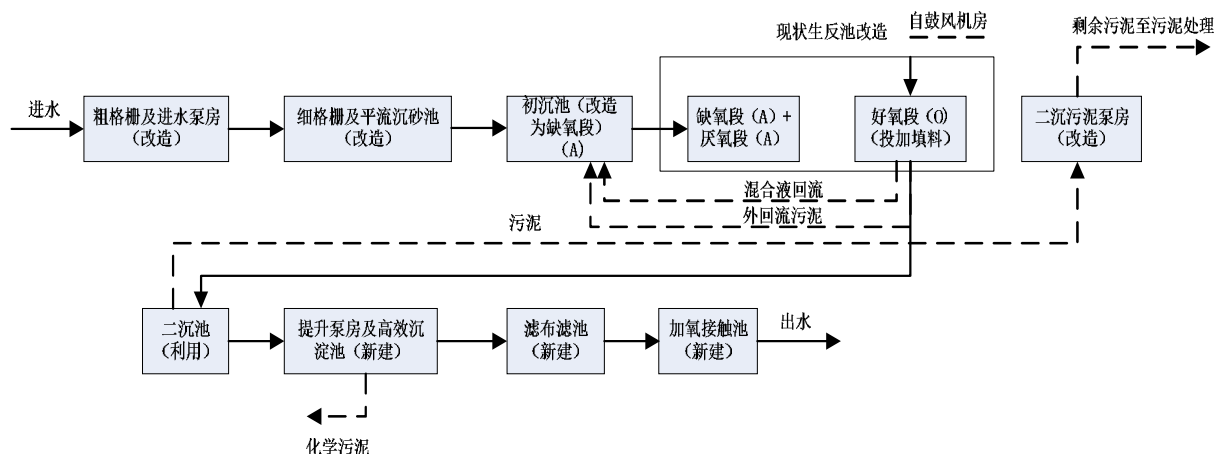 现状生反池改造
自鼓风机房
剩余污泥至污泥处理
进水
粗格栅及进水泵房
（改造）
细格栅及平流沉砂池
（改造）
初沉池（改造
为缺氧段）
(A)
缺氧段（A）+
厌氧段（A）
好氧段（O）
（投加填料）
二沉污泥泵房
（改造）
混合液回流
外回流污泥
污泥
二沉池
（利用）
提升泵房及高效沉
淀池（新建）
滤布滤池
（新建）
加氧接触池
（新建）
出水
化学污泥